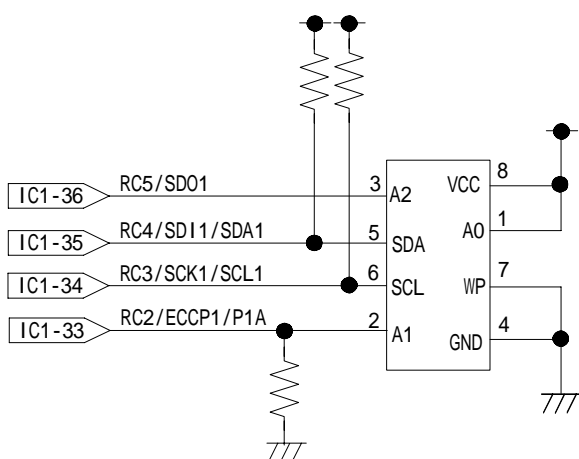 IC1-36 RC5/SDO1 3 A2 VCC 8
IC1-35 RC4/SDI1/SDA1 5 SDA A0 1
IC1-34 RC3/SCK1/SCL1 6 SCL WP 7
IC1-33 RC2/ECCP1/P1A 2 A1 GND 4